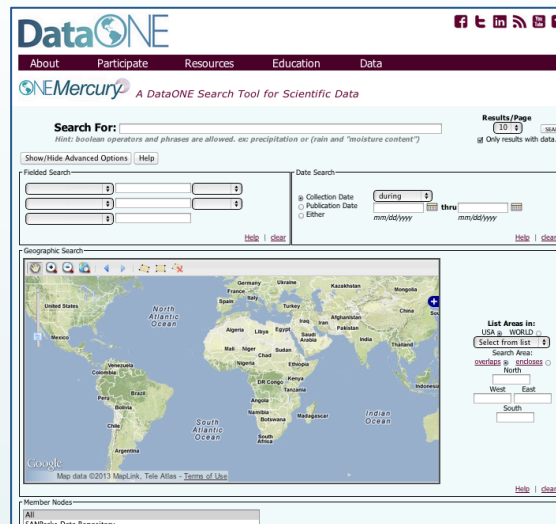 DataONE
About Participate Resources Education Data
ONEMercury A DataONE Search Tool for Scientific Data
Results/Page
Search For:
10
Hint: boolean operators and phrases are allowed. ex: precipitation or (rain and "moisture content")
Only results with data.
Show/Hide Advanced Options Help
Fielded Search
Date Search
Collection Date during
Publication Date thru
Either mm/dd/yyyy mm/dd/yyyy
Help | clear
Help | clear
Geographic Search
Germany Ukraine Kazakhstan Mongolia
France
Spain Italy Turkey
United States North Atlantic Ocean
Iraq Iran Afghanistan China
Algeria Libya Egypt Saudi Arabia Pakistan
Mexico India Thailand
Mali Niger Chad Sudan
Nigeria Ethiopia
Venezuela
Colombia
DR Congo Kenya
Tanzania Indonesia
Peru Brazil
Angola
Bolivia
Namibia Botswana Madagascar
Chile South Atlantic Ocean Indian Ocean
South Africa
Argentina
Google
Map data ©2013 MapLink, Tele Atlas - Terms of Use
List Areas in:
USA WORLD
Select from list
Search Area:
overlaps encloses
North
West East
South
Help | clear
Member Nodes
All